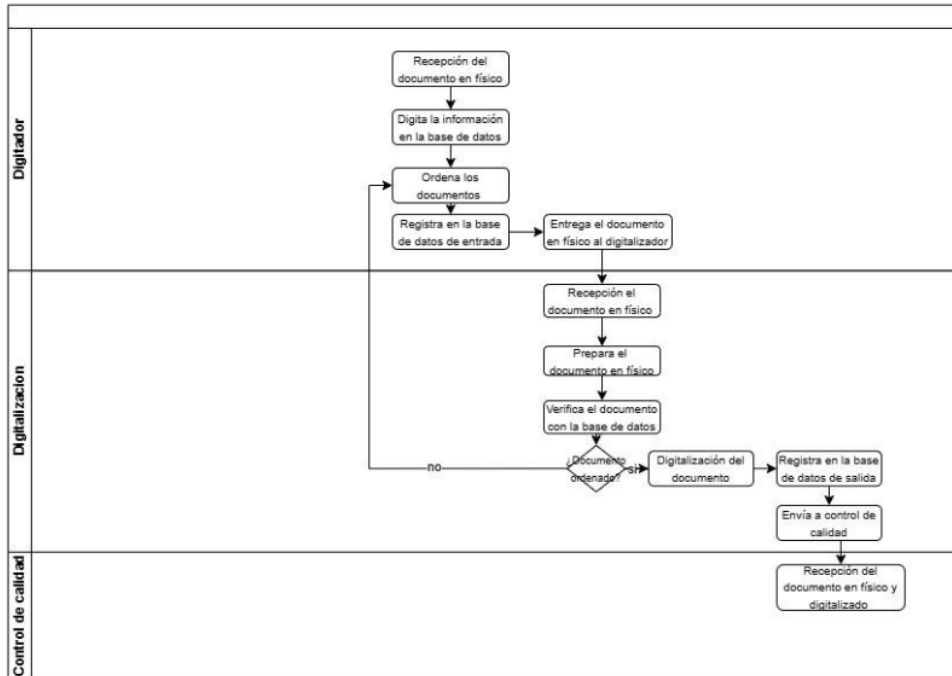 Digitador
Recepción del
documento en físico
Digita la información
en la base de datos
Ordena los
documentos
Registra en la base
de datos de entrada
Entrega el documento
en físico al digitalizador
Digitalizacion
Recepción el
documento en físico
Prepara el
documento en físico
Verifica el documento
con la base de datos
¿Documento
ordenado?
no
si
Digitalización del
documento
Registra en la base
de datos de salida
Envía a control de
calidad
Control de calidad
Recepción del
documento en físico y
digitalizado